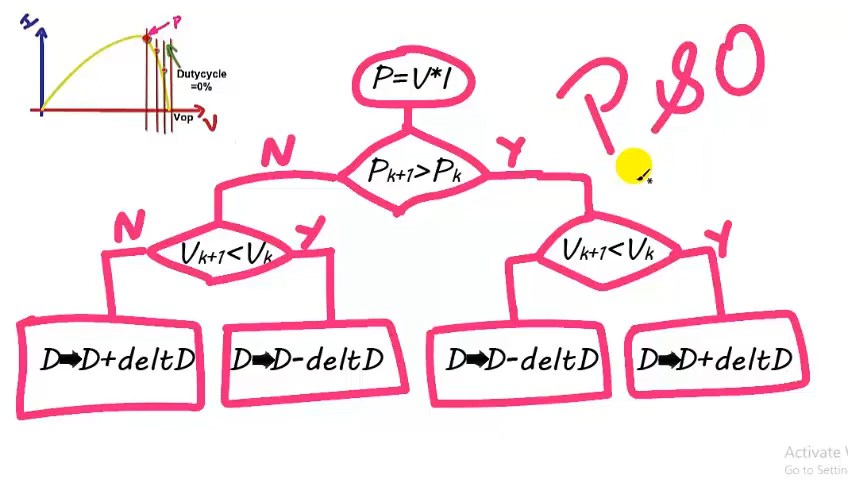 I
P
Dutycycle
=0%
Vop
V
P=V*I
P&O
N
Pk+1>Pk
Y
N
Vk+1<Vk
Y
Vk+1<Vk
Y
D➡D+deltD
D➡D-deltD
D➡D-deltD
D➡D+deltD
Activate
Go to Settin